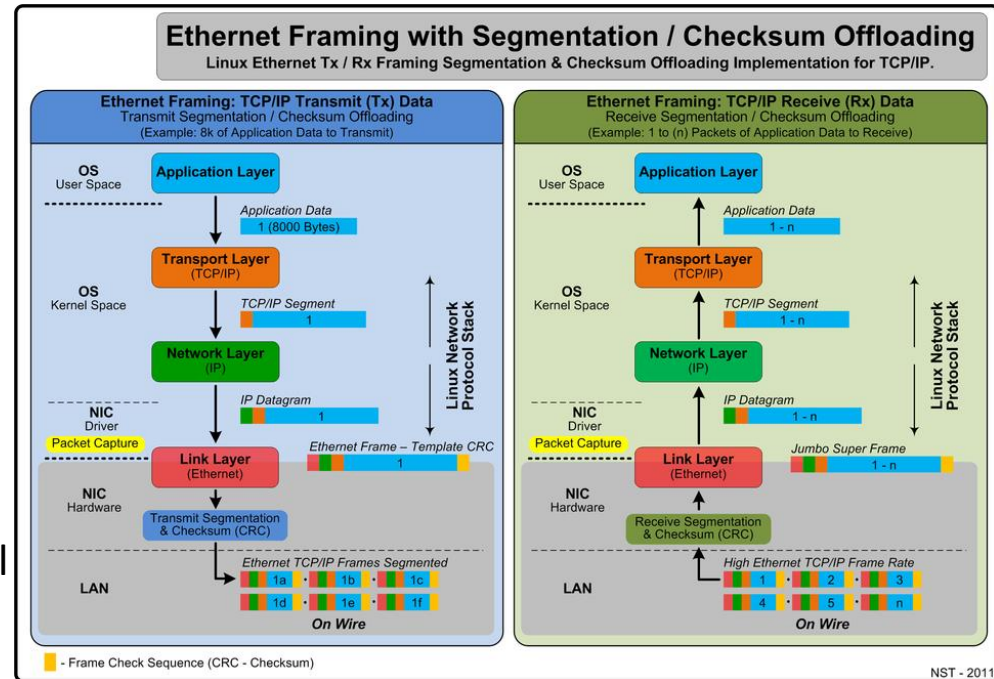 Ethernet Framing with Segmentation / Checksum Offloading
Linux Ethernet Tx / Rx Framing Segmentation & Checksum Offloading Implementation for TCP/IP.
Ethernet Framing: TCP/IP Transmit (Tx) Data
Transmit Segmentation / Checksum Offloading
(Example: 8k of Application Data to Transmit)
OS
User Space
Application Layer
Application Data
1 (8000 Bytes)
Transport Layer
(TCP/IP)
OS
Kernel Space
TCP/IP Segment
1
Network Layer
(IP)
Linux Network
Protocol Stack
IP Datagram
1
NIC
Driver
Packet Capture
Ethernet Frame – Template CRC
1
Link Layer
(Ethernet)
NIC
Hardware
Transmit Segmentation
& Checksum (CRC)
Ethernet TCP/IP Frames Segmented
LAN
1a 1b 1c
1d 1e 1f
On Wire
Ethernet Framing: TCP/IP Receive (Rx) Data
Receive Segmentation / Checksum Offloading
(Example: 1 to (n) Packets of Application Data to Receive)
OS
User Space
Application Layer
Application Data
1 - n
Transport Layer
(TCP/IP)
OS
Kernel Space
TCP/IP Segment
1 - n
Network Layer
(IP)
Linux Network
Protocol Stack
IP Datagram
1 - n
NIC
Driver
Packet Capture
Jumbo Super Frame
1 - n
Link Layer
(Ethernet)
NIC
Hardware
Receive Segmentation
& Checksum (CRC)
High Ethernet TCP/IP Frame Rate
LAN
1 2 3
4 5 n
On Wire
- Frame Check Sequence (CRC - Checksum)
NST - 2011